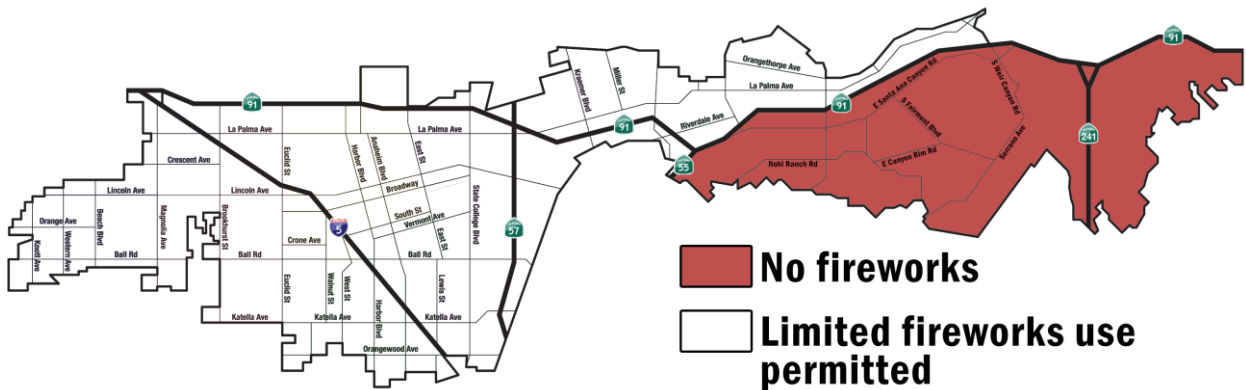 91
Orangethorpe Ave
Kraemer Blvd
Miller St
La Palma Ave
E Santa Ana Canyon Rd
S Weir Canyon Rd
91
91
La Palma Ave
La Palma Ave
Riverdale Ave
91
S Fairmont Blvd
241
Crescent Ave
Euclid St
Harbor Blvd
Anaheim Blvd
East St
55
Nohl Ranch Rd
E Canyon Rim Rd
Serrano Ave
Lincoln Ave
Lincoln Ave
Broadway
State College Blvd
Orange Ave
Beach Blvd
Magnolia Ave
Brookhurst St
South St
Vermont Ave
5
57
Knott Ave
Western Ave
Crone Ave
East St
Ball Rd
Ball Rd
Ball Rd
Euclid St
Walnut St
West St
Harbor Blvd
Lewis St
Katella Ave
Katella Ave
Katella Ave
Orangewood Ave
No fireworks
Limited fireworks use
permitted